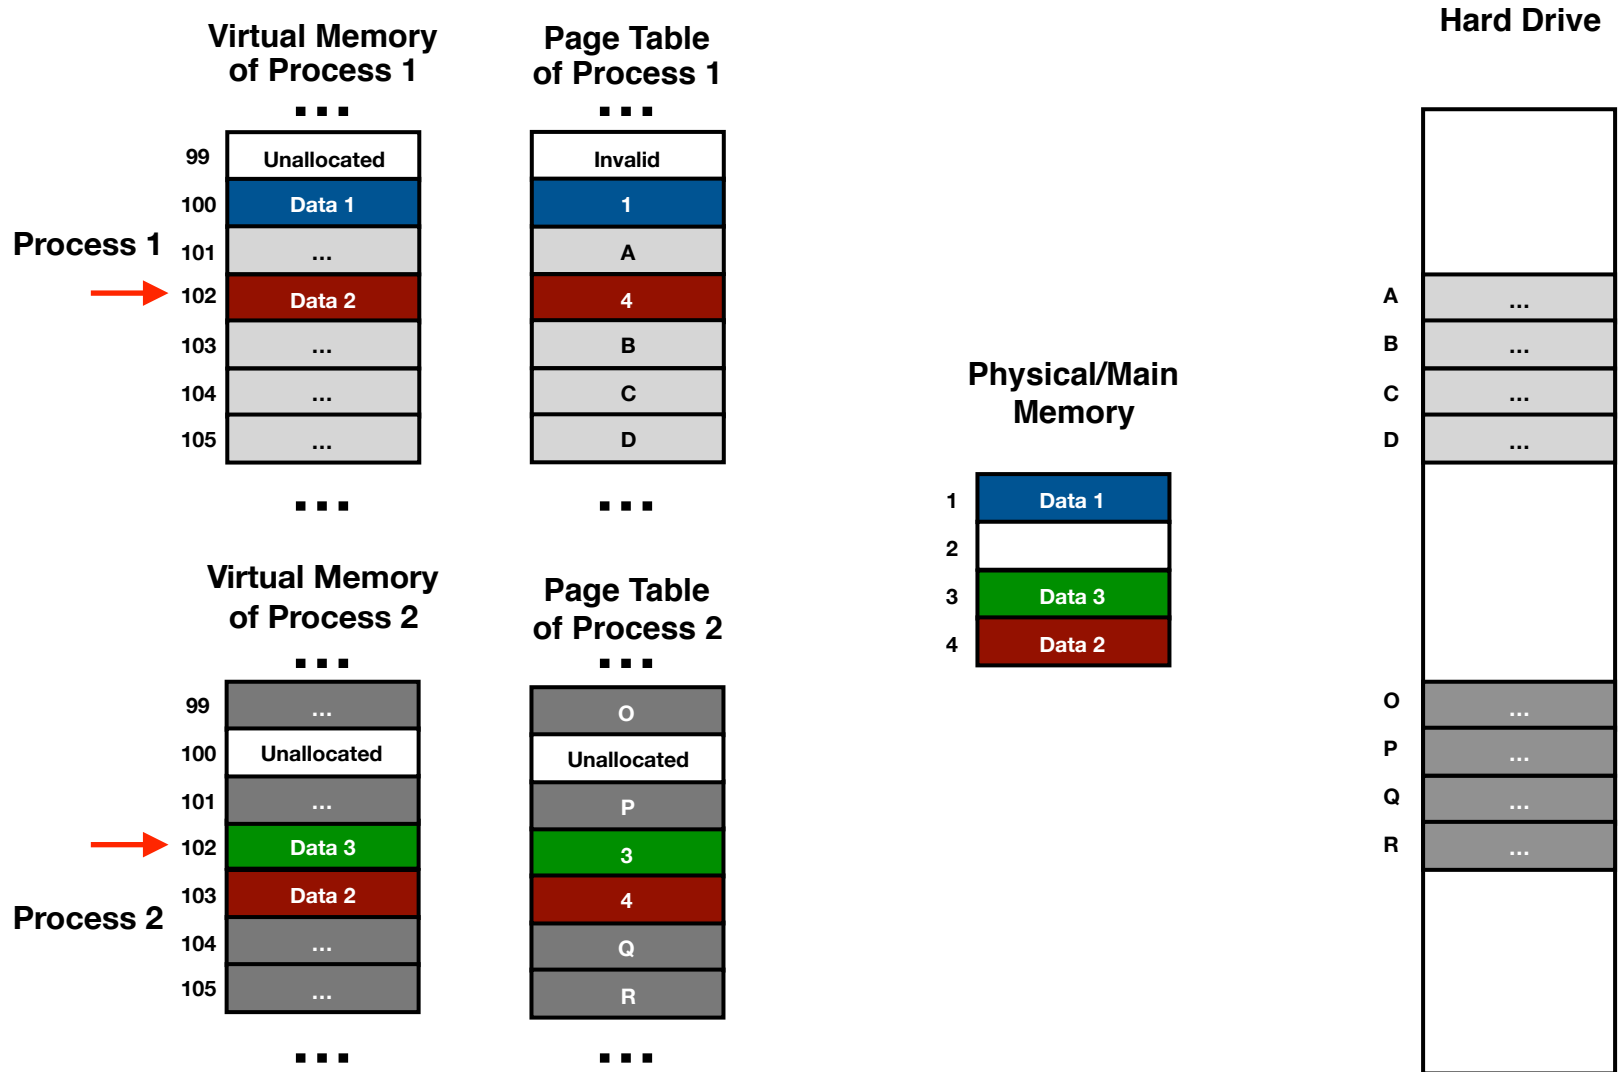 Hard Drive
Virtual Memory
of Process 1
Page Table
of Process 1
...
...
99 Unallocated Invalid
100 Data 1 1
Process 1
101 ... A
102 Data 2 4
103 ... B
104 ... C
105 ... D
...
...
A ...
B ...
C ...
D ...
Physical/Main
Memory
1 Data 1
2
3 Data 3
4 Data 2
Virtual Memory
of Process 2
Page Table
of Process 2
...
...
99 ... O
100 Unallocated Unallocated
101 ... P
102 Data 3 3
103 Data 2 4
Process 2
104 ... Q
105 ... R
...
...
O ...
P ...
Q ...
R ...